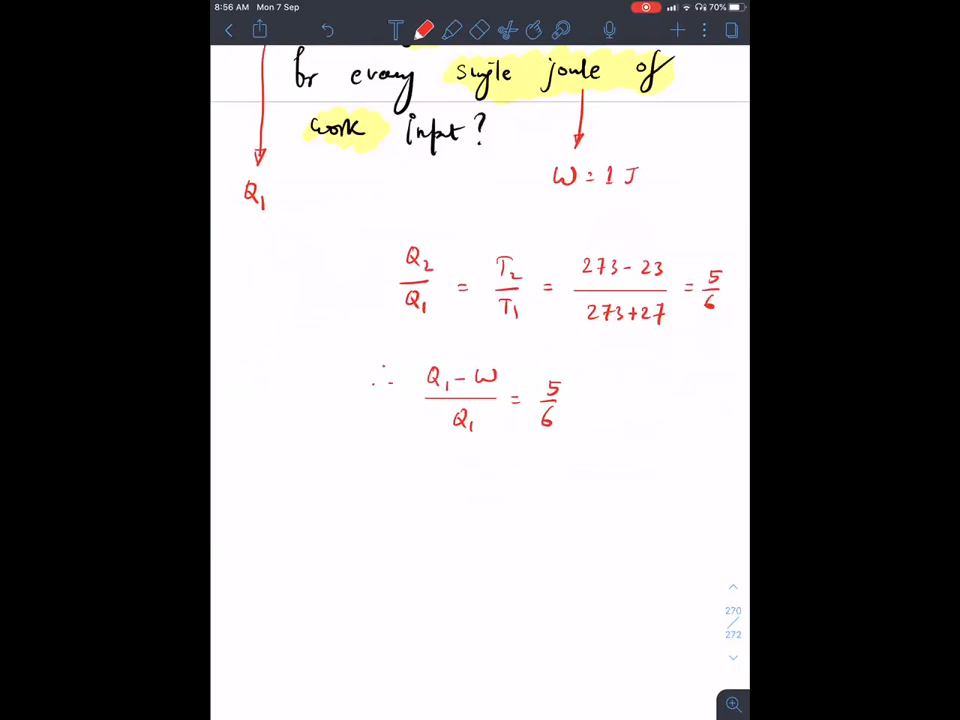 8:56 AM Mon 7 Sep 70%
for every single joule of
work input?
W = 1 J
Q₁
Q₂/Q₁ = T₂/T₁ = (273 - 23)/(273 + 27) = 5/6
∴ (Q₁ - W)/Q₁ = 5/6
270
272